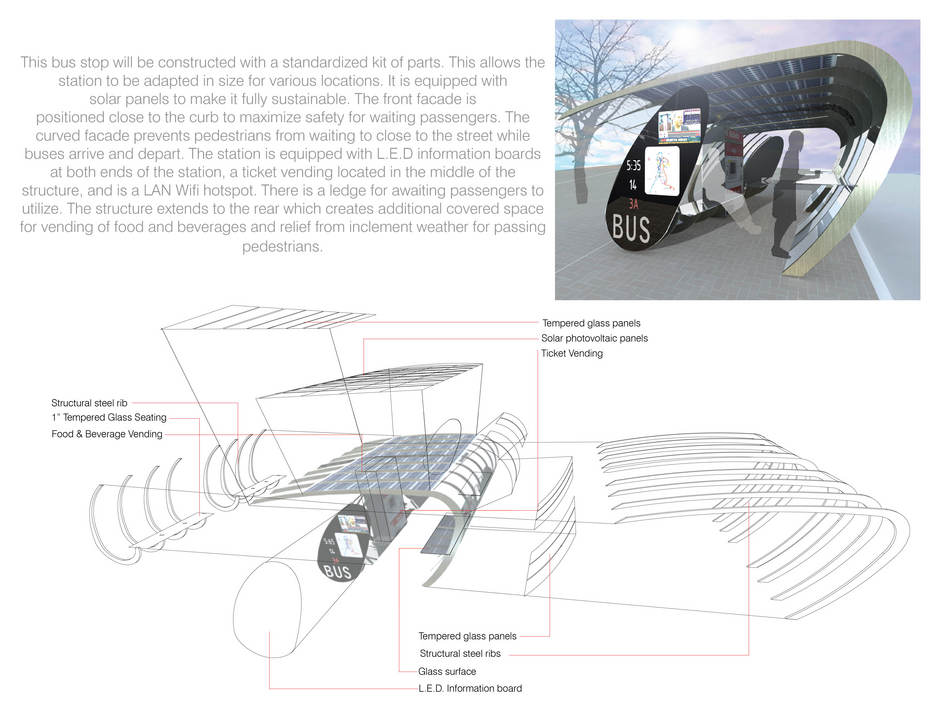 This bus stop will be constructed with a standardized kit of parts. This allows the
station to be adapted in size for various locations. It is equipped with
solar panels to make it fully sustainable. The front facade is
positioned close to the curb to maximize safety for waiting passengers. The
curved facade prevents pedestrians from waiting to close to the street while
buses arrive and depart. The station is equipped with L.E.D information boards
at both ends of the station, a ticket vending located in the middle of the
structure, and is a LAN Wifi hotspot. There is a ledge for awaiting passengers to
utilize. The structure extends to the rear which creates additional covered space
for vending of food and beverages and relief from inclement weather for passing
pedestrians.
5:35
14
3A
BUS
Tempered glass panels
Solar photovoltaic panels
Ticket Vending
Structural steel rib
1” Tempered Glass Seating
Food & Beverage Vending
14
3A
BUS
Tempered glass panels
Structural steel ribs
Glass surface
L.E.D. Information board